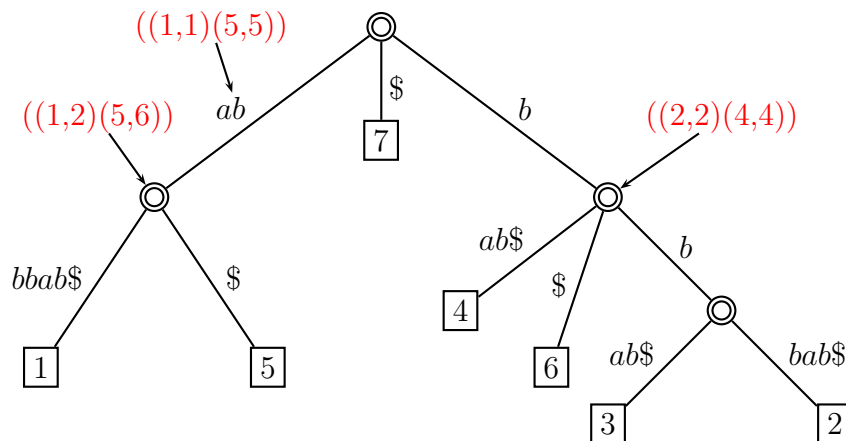 ((1,1)(5,5))
ab
$
b
((1,2)(5,6))
7
((2,2)(4,4))
bbab$
$
ab$
$
b
4
1
5
6
ab$
bab$
3
2